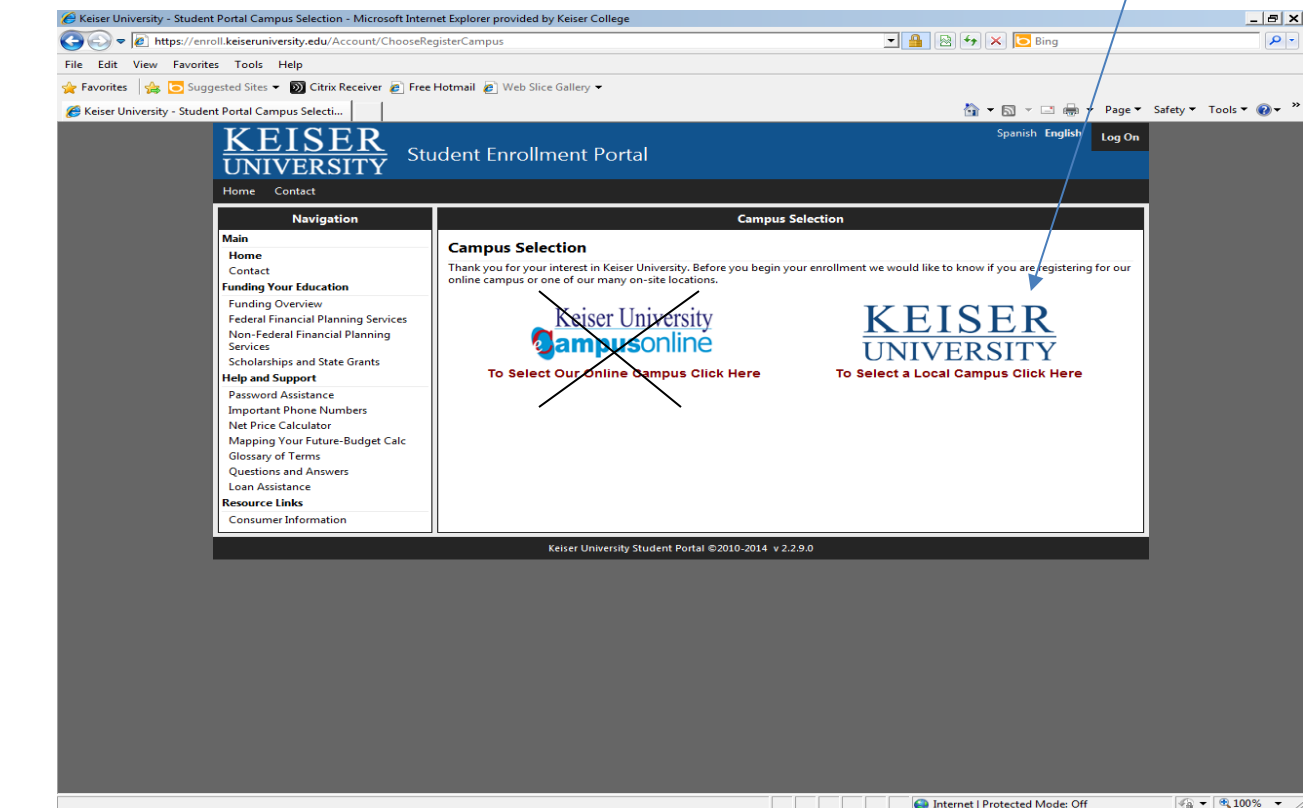 Keiser University - Student Portal Campus Selection - Microsoft Internet Explorer provided by Keiser College
https://enroll.keiseruniversity.edu/Account/ChooseRegisterCampus
Bing
File Edit View Favorites Tools Help
Favorites Suggested Sites Citrix Receiver Free Hotmail Web Slice Gallery
Keiser University - Student Portal Campus Selecti...
Page Safety Tools
KEISER
UNIVERSITY
Student Enrollment Portal
Spanish English
Log On
Home Contact
Navigation
Main
Home
Contact
Funding Your Education
Funding Overview
Federal Financial Planning Services
Non-Federal Financial Planning
Services
Scholarships and State Grants
Help and Support
Password Assistance
Important Phone Numbers
Net Price Calculator
Mapping Your Future-Budget Calc
Glossary of Terms
Questions and Answers
Loan Assistance
Resource Links
Consumer Information
Campus Selection
Campus Selection
Thank you for your interest in Keiser University. Before you begin your enrollment we would like to know if you are registering for our
online campus or one of our many on-site locations.
Keiser University
eCampusonline
To Select Our Online Campus Click Here
KEISER
UNIVERSITY
To Select a Local Campus Click Here
Keiser University Student Portal ©2010-2014 v 2.2.9.0
Internet | Protected Mode: Off
100%